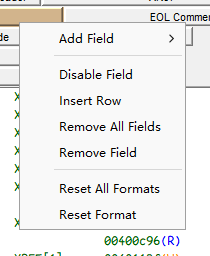 EOL Comme
Add Field
de
Disable Field
Insert Row
Remove All Fields
Remove Field
Reset All Formats
Reset Format
00400c96(R)